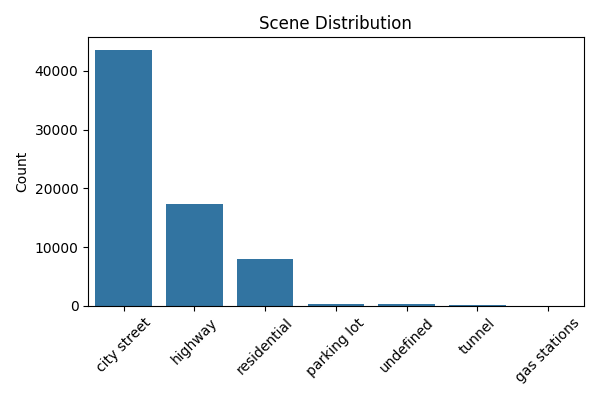 Scene Distribution
Count
40000
30000
20000
10000
0
city street
highway
residential
parking lot
undefined
tunnel
gas stations